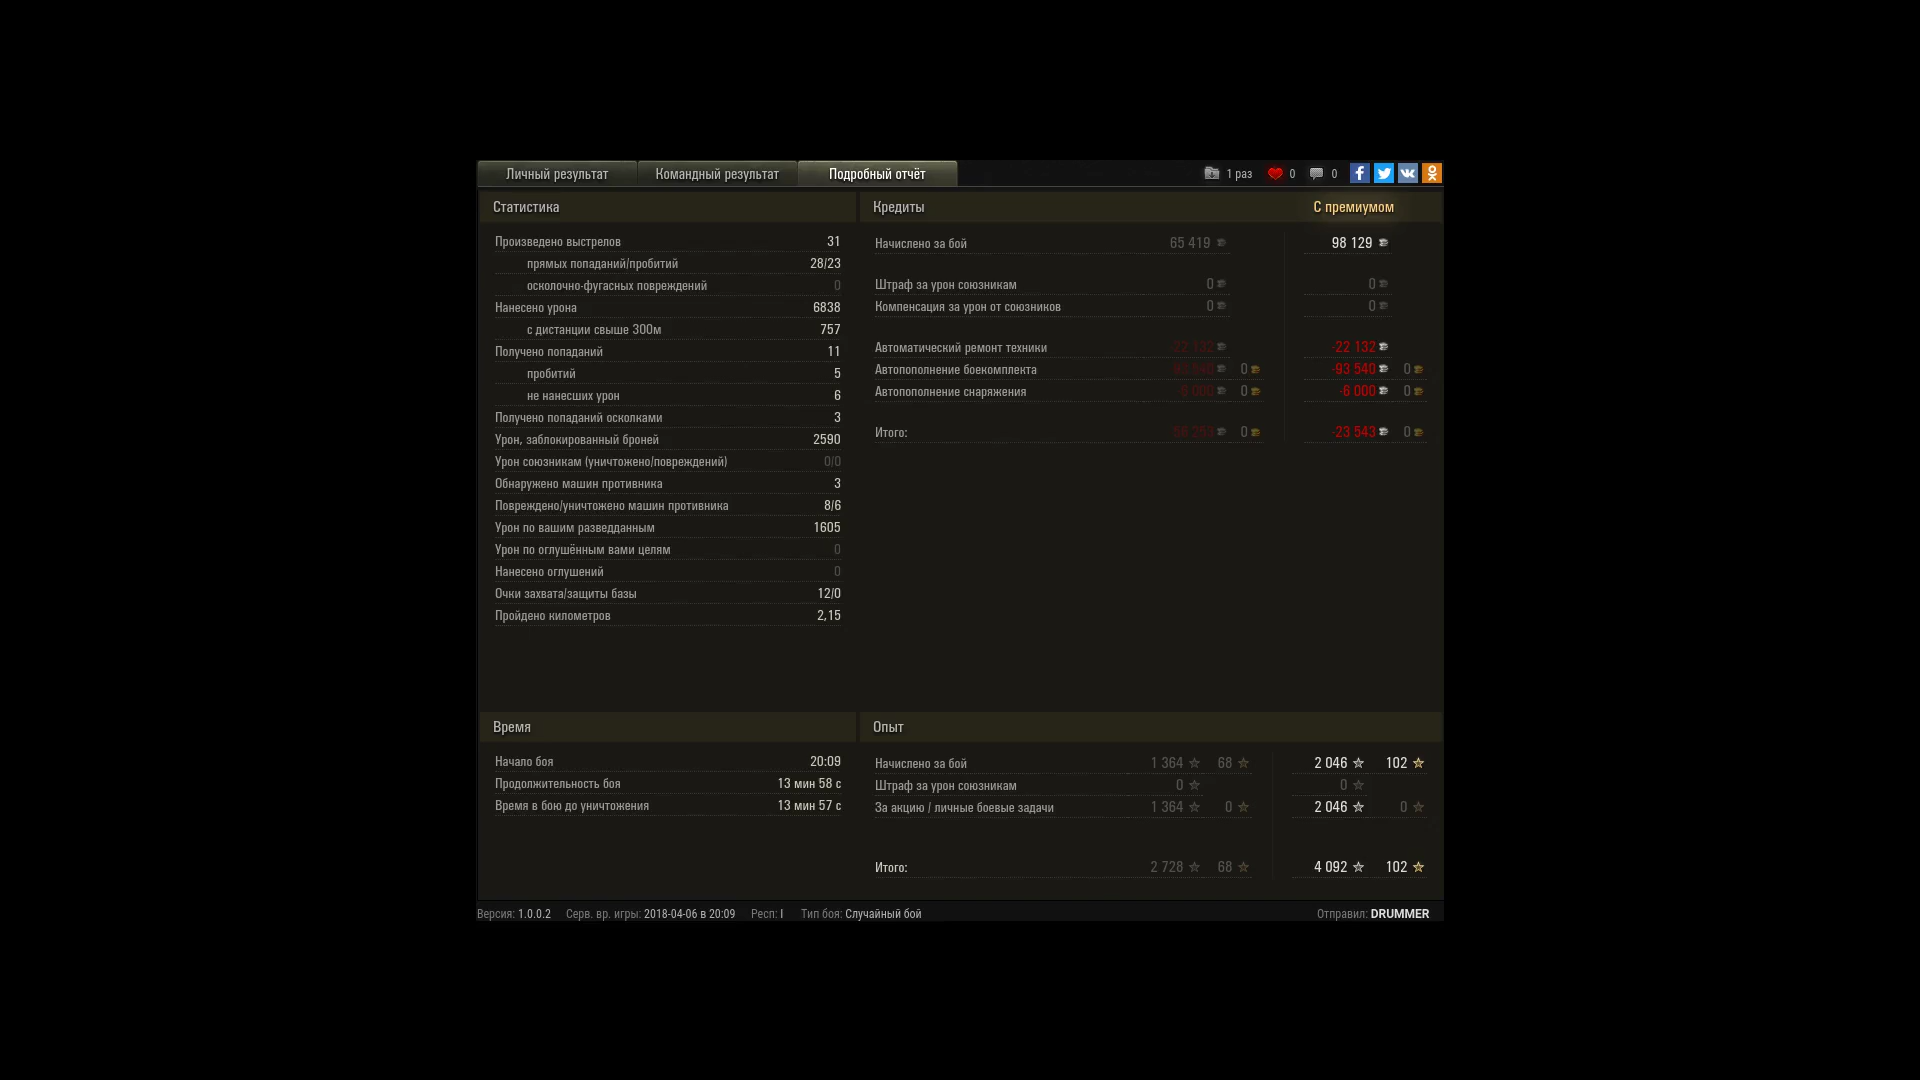 Личный результат Командный результат Подробный отчёт 1 раз 0 0
Статистика
Произведено выстрелов 31
прямых попаданий/пробитий 28/23
осколочно-фугасных повреждений 0
Нанесено урона 6838
с дистанции свыше 300м 757
Получено попаданий 11
пробитий 5
не нанесших урон 6
Получено попаданий осколками 3
Урон, заблокированный броней 2590
Урон союзникам (уничтожено/повреждений) 0/0
Обнаружено машин противника 3
Повреждено/уничтожено машин противника 8/6
Урон по вашим разведданным 1605
Урон по оглушённым вами целям 0
Нанесено оглушений 0
Очки захвата/защиты базы 12/0
Пройдено километров 2,15
Кредиты С премиумом
Начислено за бой 65 419 98 129
Штраф за урон союзникам 0 0
Компенсация за урон от союзников 0 0
Автоматический ремонт техники -22 132 -22 132
Автопополнение боекомплекта -93 540 0 -93 540 0
Автопополнение снаряжения -6 000 0 -6 000 0
Итого: 0 -23 543 0
Время
Начало боя 20:09
Продолжительность боя 13 мин 58 с
Время в бою до уничтожения 13 мин 57 с
Опыт
Начислено за бой 1 364 68 2 046 102
Штраф за урон союзникам 0 0
За акцию / личные боевые задачи 1 364 0 2 046 0
Итого: 2 728 68 4 092 102
Версия: 1.0.0.2 Серв. вр. игры: 2018-04-06 в 20:09 Респ: I Тип боя: Случайный бой Отправил: DRUMMER